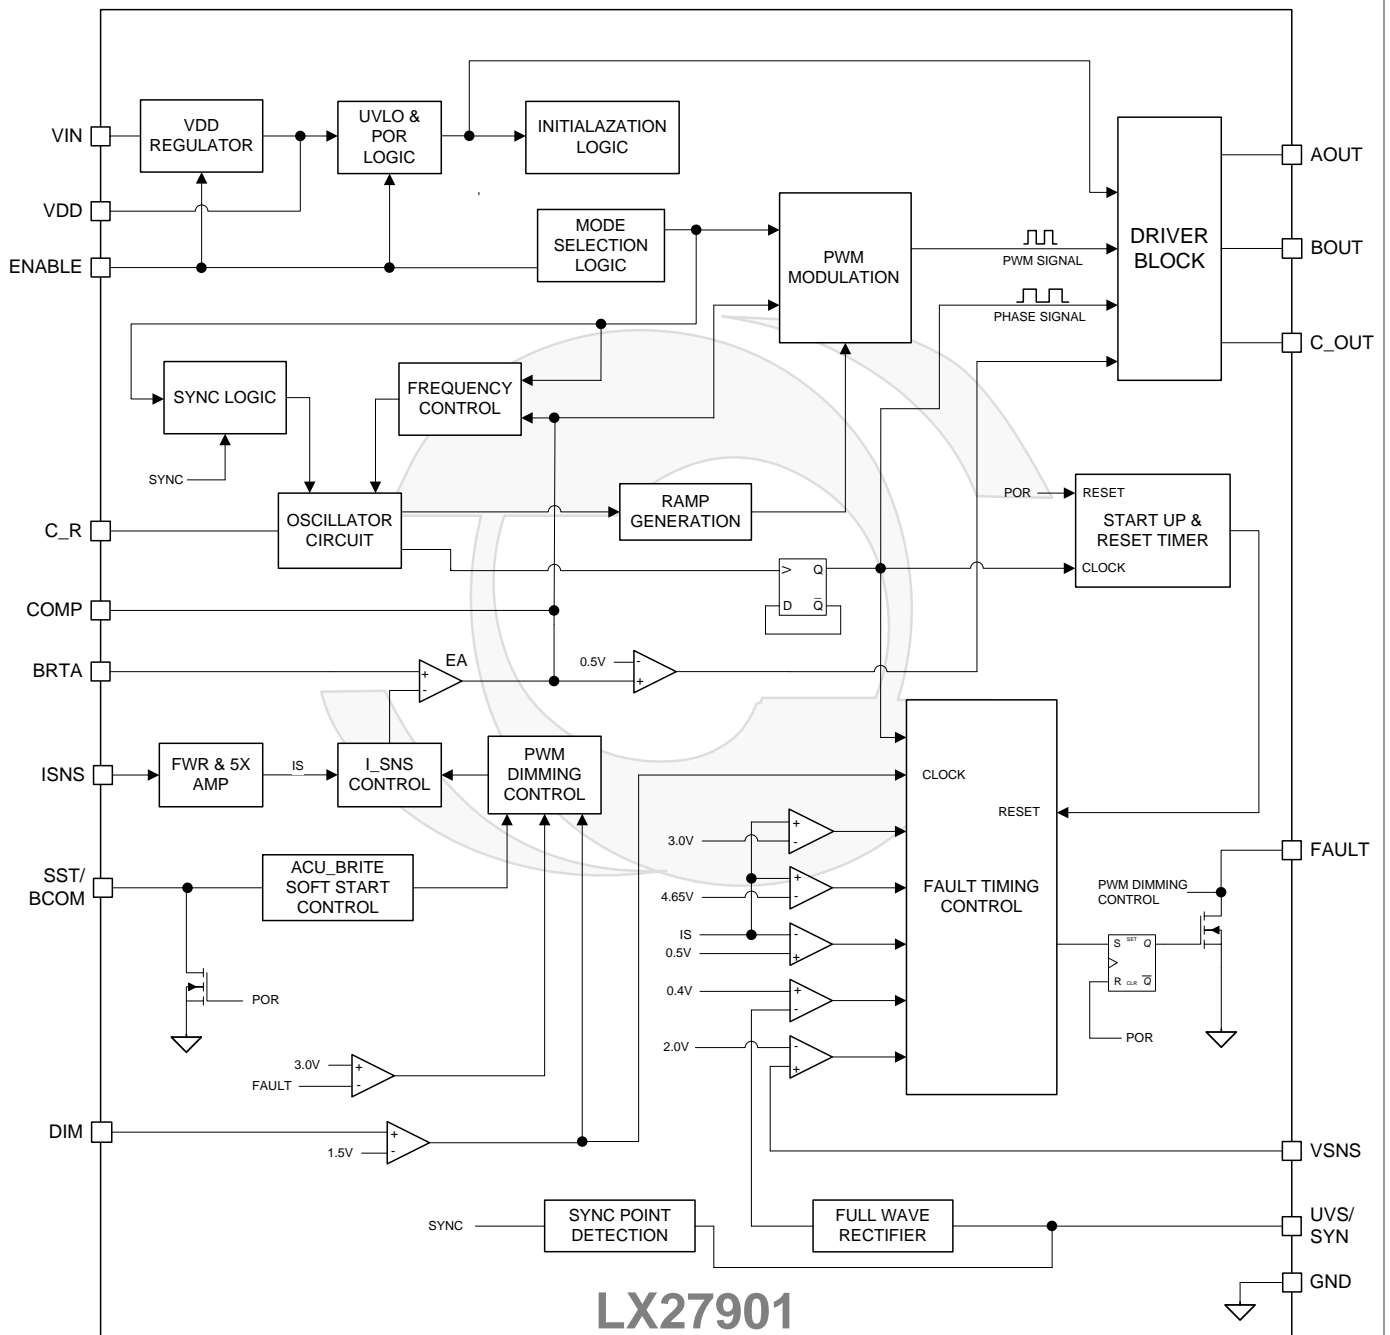 VIN
VDD
REGULATOR
UVLO &
POR
LOGIC
INITIALAZATION
LOGIC
AOUT
VDD
ENABLE
MODE
SELECTION
LOGIC
PWM
MODULATION
PWM SIGNAL
DRIVER
BLOCK
BOUT
PHASE SIGNAL
C_OUT
SYNC LOGIC
FREQUENCY
CONTROL
SYNC
C_R
OSCILLATOR
CIRCUIT
RAMP
GENERATION
POR
RESET
START UP &
RESET TIMER
CLOCK
> Q
D Q
COMP
BRTA
+
-
EA
0.5V
-
+
ISNS
FWR & 5X
AMP
IS
I_SNS
CONTROL
PWM
DIMMING
CONTROL
CLOCK
RESET
3.0V
+
-
4.65V
+
-
IS
0.5V
-
+
0.4V
+
-
2.0V
-
+
FAULT TIMING
CONTROL
FAULT
PWM DIMMING
CONTROL
S SET Q
R CLR Q
POR
SST/
BCOM
ACU_BRITE
SOFT START
CONTROL
POR
3.0V
FAULT
+
-
DIM
1.5V
+
-
VSNS
SYNC
SYNC POINT
DETECTION
FULL WAVE
RECTIFIER
UVS/
SYN
GND
LX27901